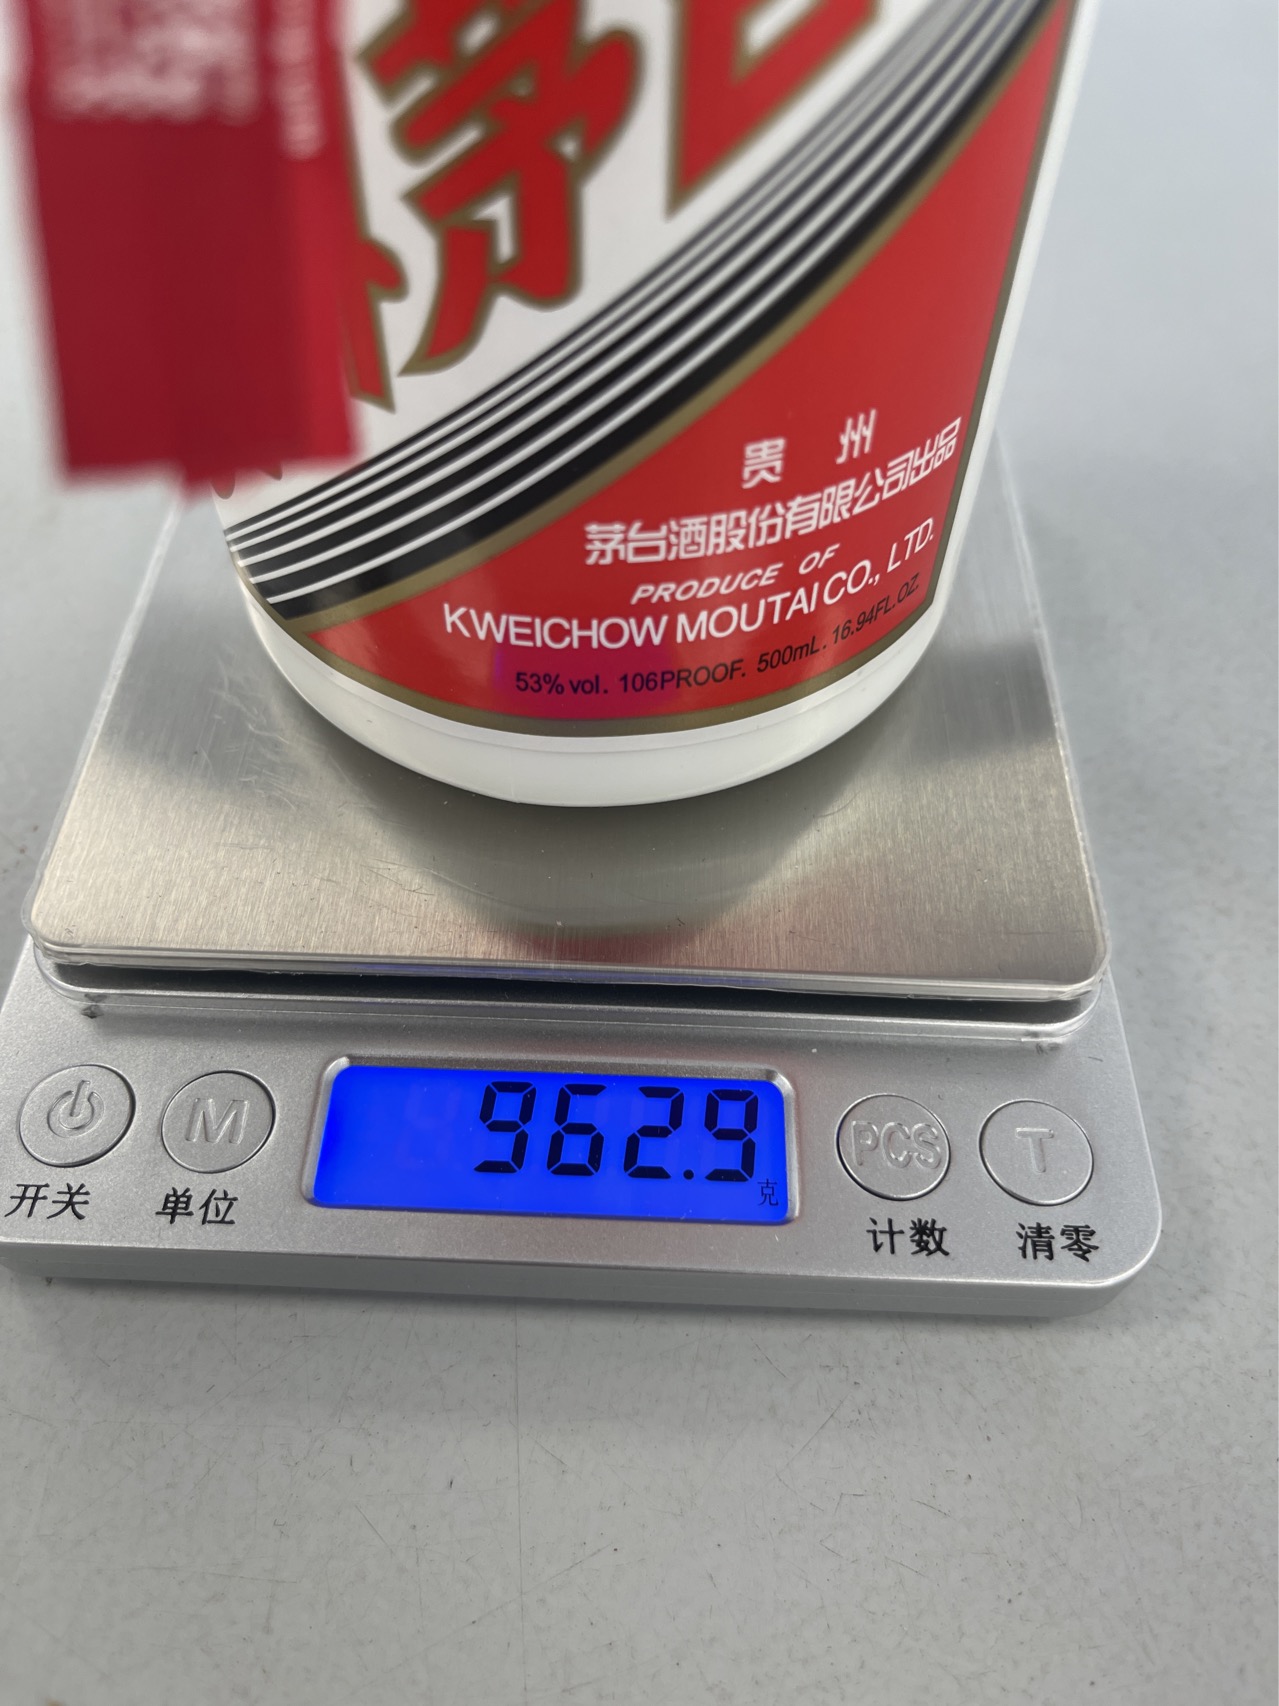 茅台
贵 州
茅台酒股份有限公司出品
PRODUCE OF
KWEICHOW MOUTAI CO., LTD.
53% vol. 106PROOF. 500mL. 16.94FL.OZ.
962.9
克
M
PCS
T
开关
单位
计数
清零